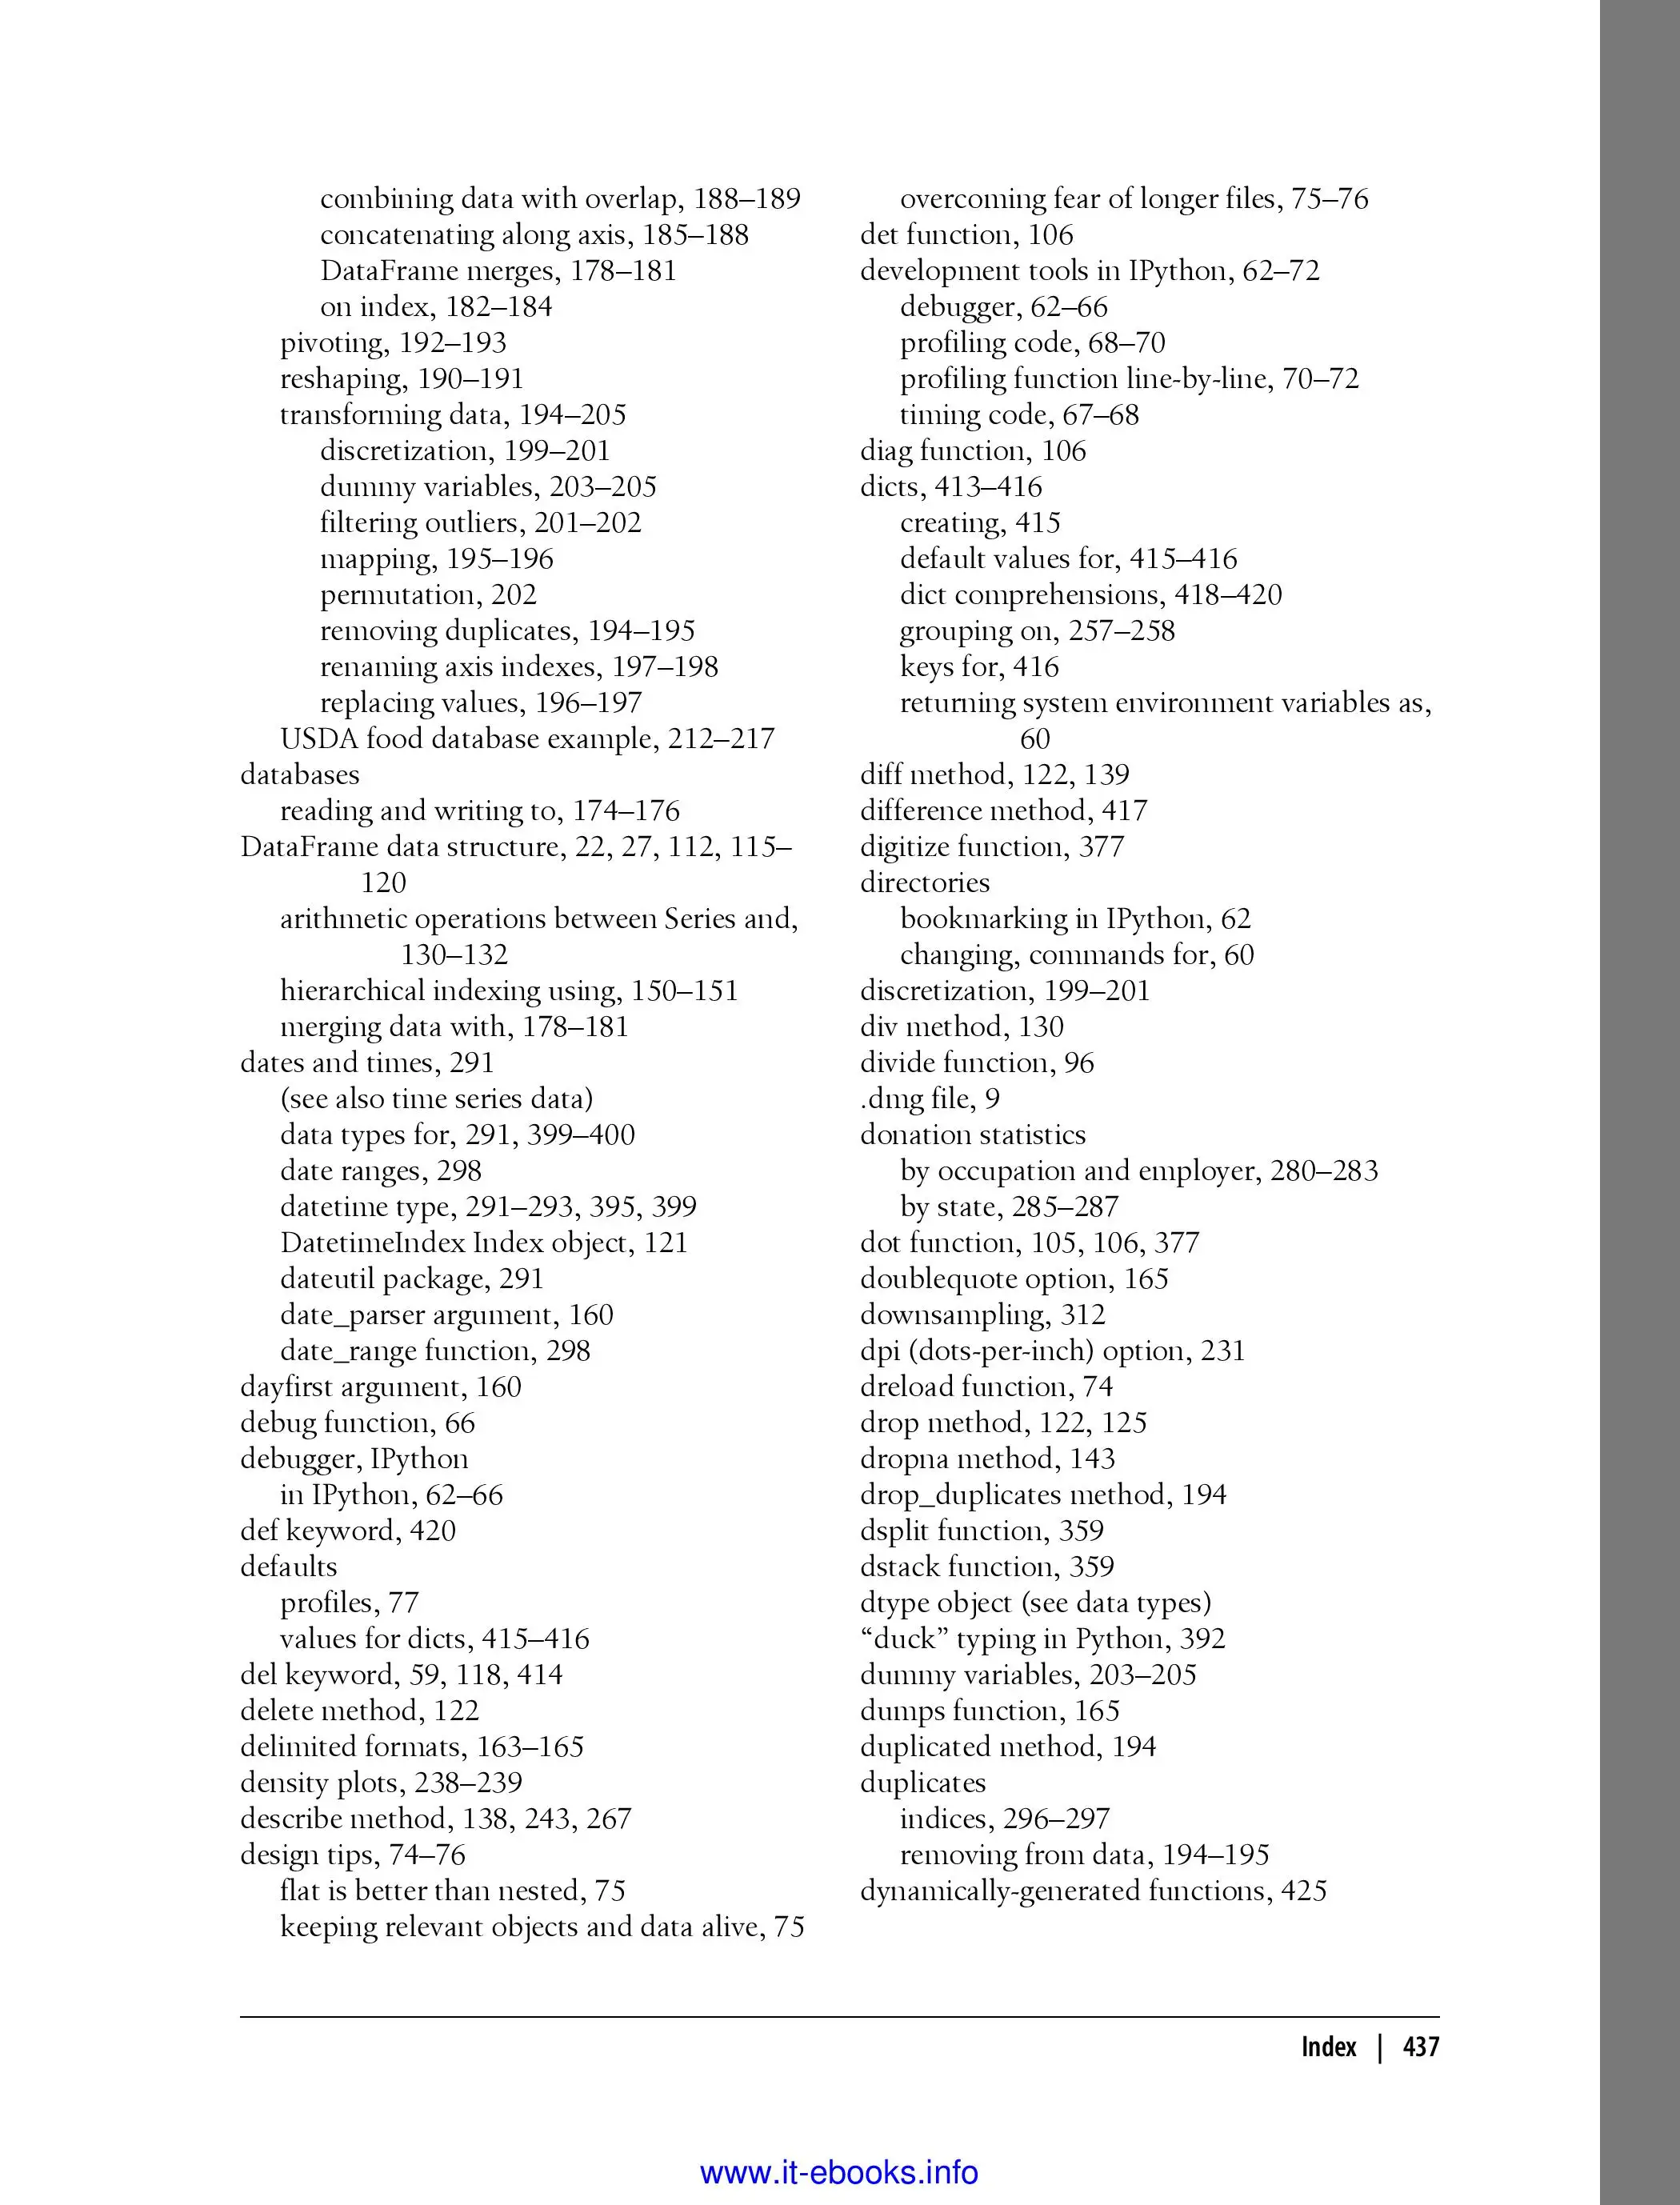 combining data with overlap, 188–189
concatenating along axis, 185–188
DataFrame merges, 178–181
on index, 182–184
pivoting, 192–193
reshaping, 190–191
transforming data, 194–205
discretization, 199–201
dummy variables, 203–205
filtering outliers, 201–202
mapping, 195–196
permutation, 202
removing duplicates, 194–195
renaming axis indexes, 197–198
replacing values, 196–197
USDA food database example, 212–217
databases
reading and writing to, 174–176
DataFrame data structure, 22, 27, 112, 115–
120
arithmetic operations between Series and,
130–132
hierarchical indexing using, 150–151
merging data with, 178–181
dates and times, 291
(see also time series data)
data types for, 291, 399–400
date ranges, 298
datetime type, 291–293, 395, 399
DatetimeIndex Index object, 121
dateutil package, 291
date_parser argument, 160
date_range function, 298
dayfirst argument, 160
debug function, 66
debugger, IPython
in IPython, 62–66
def keyword, 420
defaults
profiles, 77
values for dicts, 415–416
del keyword, 59, 118, 414
delete method, 122
delimited formats, 163–165
density plots, 238–239
describe method, 138, 243, 267
design tips, 74–76
flat is better than nested, 75
keeping relevant objects and data alive, 75
overcoming fear of longer files, 75–76
det function, 106
development tools in IPython, 62–72
debugger, 62–66
profiling code, 68–70
profiling function line-by-line, 70–72
timing code, 67–68
diag function, 106
dicts, 413–416
creating, 415
default values for, 415–416
dict comprehensions, 418–420
grouping on, 257–258
keys for, 416
returning system environment variables as,
60
diff method, 122, 139
difference method, 417
digitize function, 377
directories
bookmarking in IPython, 62
changing, commands for, 60
discretization, 199–201
div method, 130
divide function, 96
.dmg file, 9
donation statistics
by occupation and employer, 280–283
by state, 285–287
dot function, 105, 106, 377
doublequote option, 165
downsampling, 312
dpi (dots-per-inch) option, 231
dreload function, 74
drop method, 122, 125
dropna method, 143
drop_duplicates method, 194
dsplit function, 359
dstack function, 359
dtype object (see data types)
“duck” typing in Python, 392
dummy variables, 203–205
dumps function, 165
duplicated method, 194
duplicates
indices, 296–297
removing from data, 194–195
dynamically-generated functions, 425
Index | 437
www.it-ebooks.info